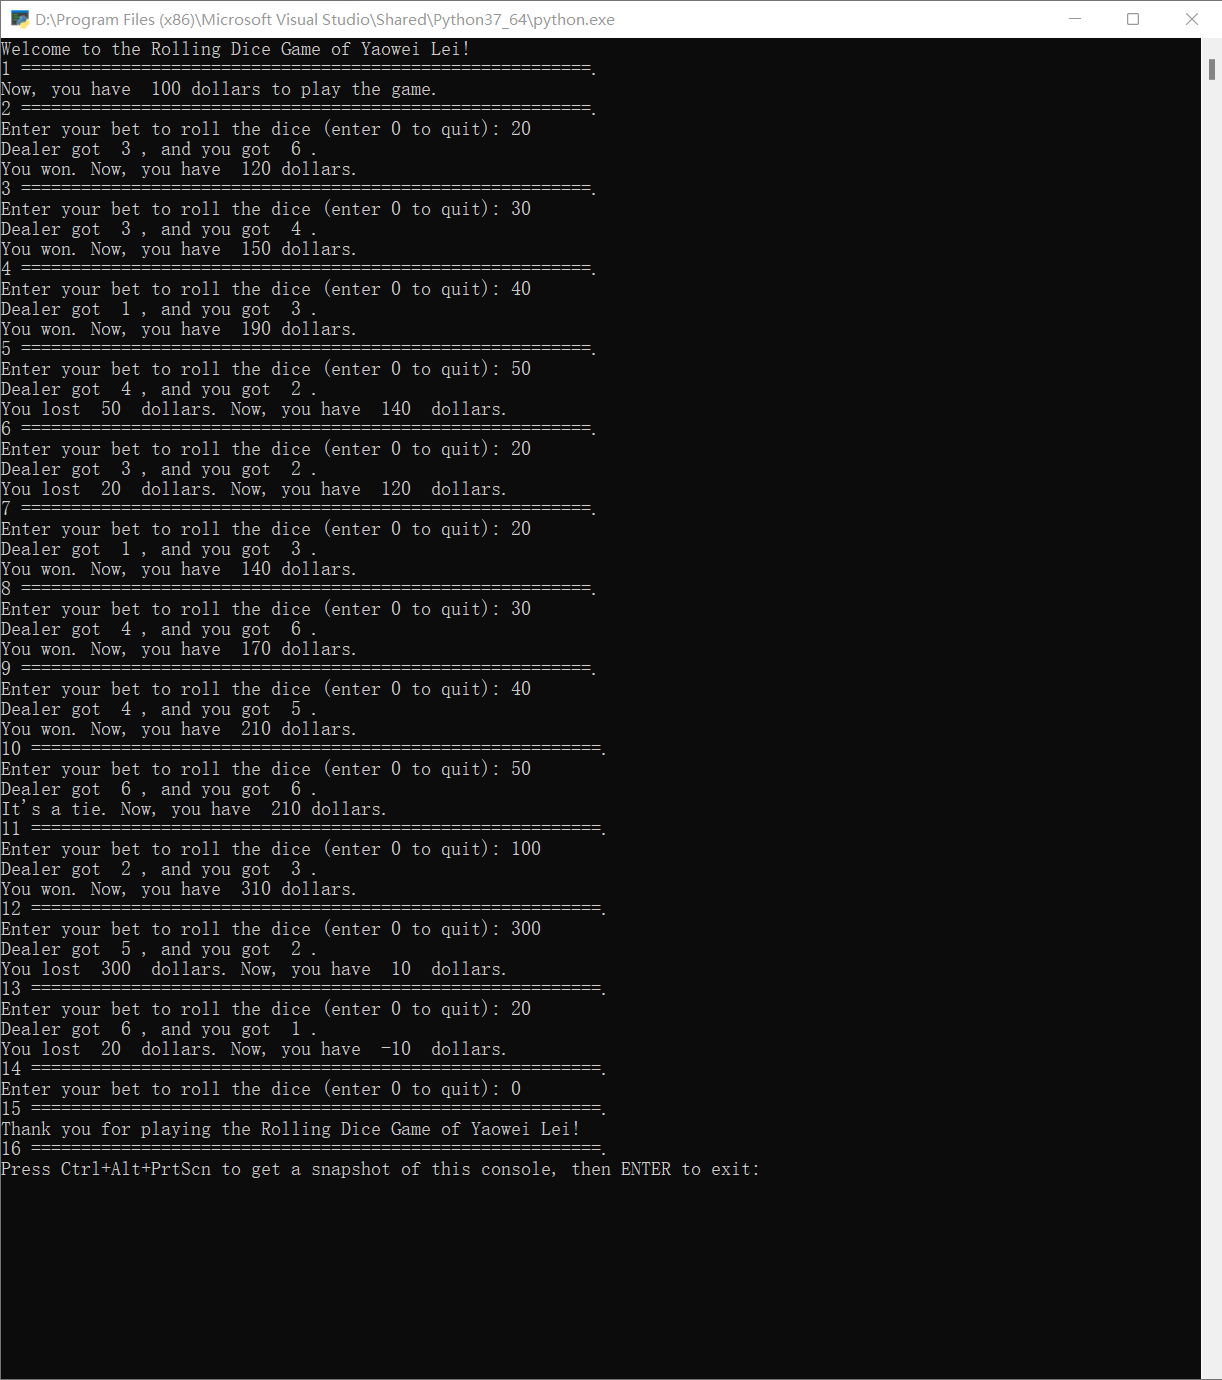 D:\Program Files (x86)\Microsoft Visual Studio\Shared\Python37_64\python.exe
Welcome to the Rolling Dice Game of Yaowei Lei!
1 =========================================================.
Now, you have  100 dollars to play the game.
2 =========================================================.
Enter your bet to roll the dice (enter 0 to quit): 20
Dealer got  3 , and you got  6 .
You won. Now, you have  120 dollars.
3 =========================================================.
Enter your bet to roll the dice (enter 0 to quit): 30
Dealer got  3 , and you got  4 .
You won. Now, you have  150 dollars.
4 =========================================================.
Enter your bet to roll the dice (enter 0 to quit): 40
Dealer got  1 , and you got  3 .
You won. Now, you have  190 dollars.
5 =========================================================.
Enter your bet to roll the dice (enter 0 to quit): 50
Dealer got  4 , and you got  2 .
You lost  50  dollars. Now, you have  140  dollars.
6 =========================================================.
Enter your bet to roll the dice (enter 0 to quit): 20
Dealer got  3 , and you got  2 .
You lost  20  dollars. Now, you have  120  dollars.
7 =========================================================.
Enter your bet to roll the dice (enter 0 to quit): 20
Dealer got  1 , and you got  3 .
You won. Now, you have  140 dollars.
8 =========================================================.
Enter your bet to roll the dice (enter 0 to quit): 30
Dealer got  4 , and you got  6 .
You won. Now, you have  170 dollars.
9 =========================================================.
Enter your bet to roll the dice (enter 0 to quit): 40
Dealer got  4 , and you got  5 .
You won. Now, you have  210 dollars.
10 =========================================================.
Enter your bet to roll the dice (enter 0 to quit): 50
Dealer got  6 , and you got  6 .
It's a tie. Now, you have  210 dollars.
11 =========================================================.
Enter your bet to roll the dice (enter 0 to quit): 100
Dealer got  2 , and you got  3 .
You won. Now, you have  310 dollars.
12 =========================================================.
Enter your bet to roll the dice (enter 0 to quit): 300
Dealer got  5 , and you got  2 .
You lost  300  dollars. Now, you have  10  dollars.
13 =========================================================.
Enter your bet to roll the dice (enter 0 to quit): 20
Dealer got  6 , and you got  1 .
You lost  20  dollars. Now, you have  -10  dollars.
14 =========================================================.
Enter your bet to roll the dice (enter 0 to quit): 0
15 =========================================================.
Thank you for playing the Rolling Dice Game of Yaowei Lei!
16 =========================================================.
Press Ctrl+Alt+PrtScn to get a snapshot of this console, then ENTER to exit: